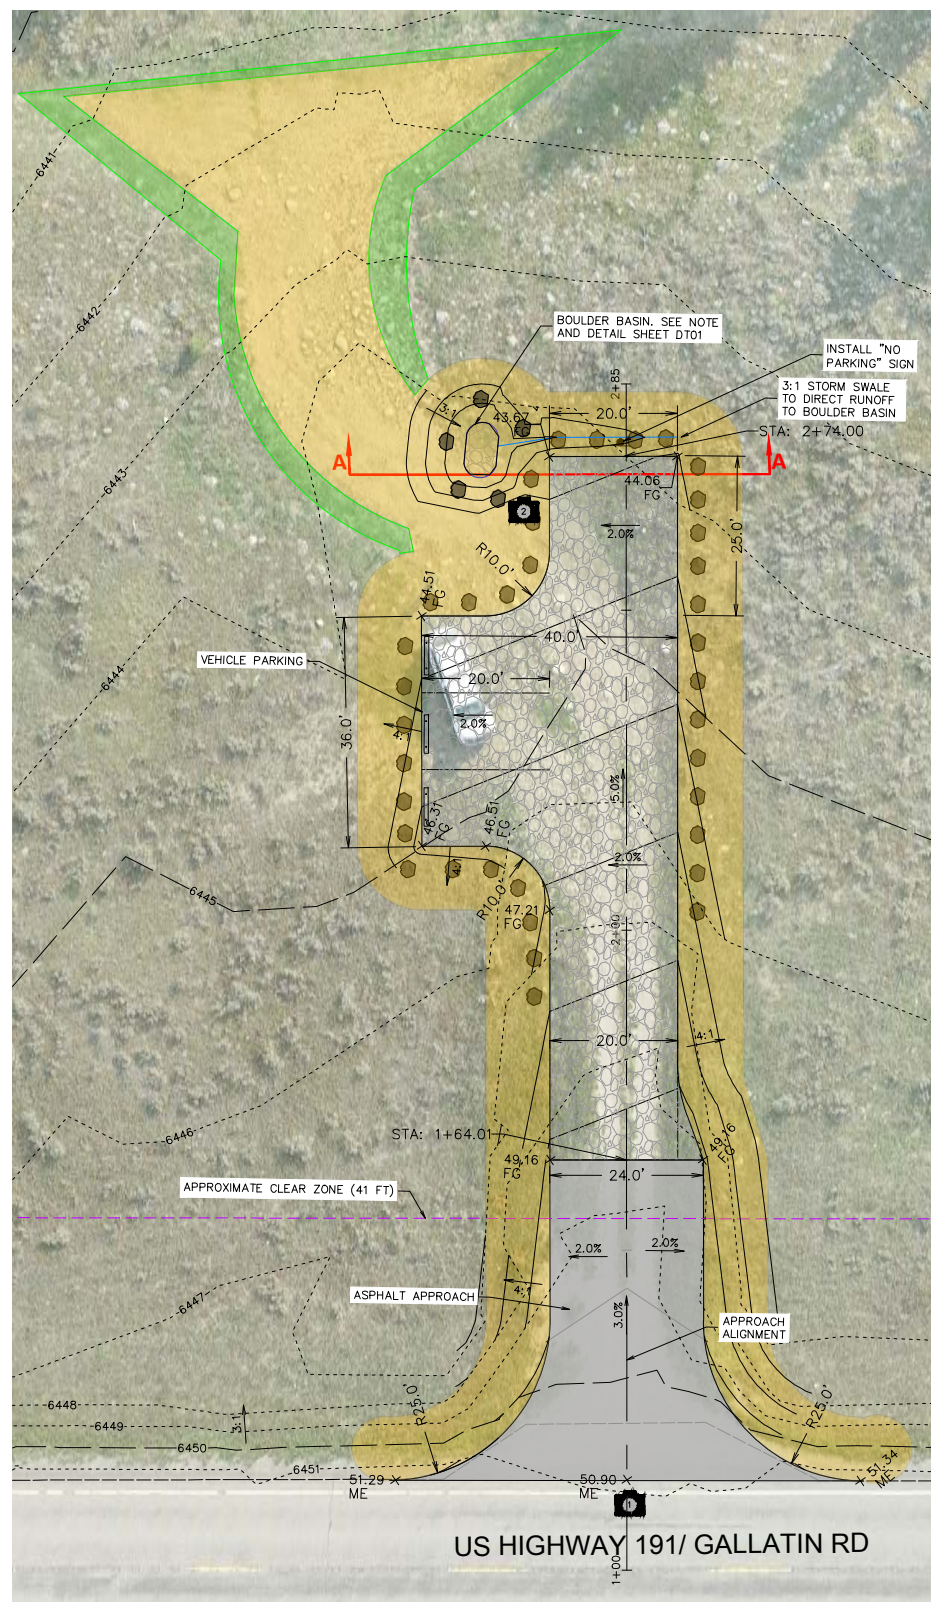 6441
6442
BOULDER BASIN. SEE NOTE
AND DETAIL SHEET DT01
INSTALL "NO
PARKING" SIGN
2+85
3:1 STORM SWALE
TO DIRECT RUNOFF
TO BOULDER BASIN
3:1
43.67
FG
20.0'
STA: 2+74.00
A
A
6443
44.06
FG
2
2.0%
25.0'
R10.0'
44.51
FG
40.0'
VEHICLE PARKING
6444
20.0'
2.0%
36.0'
4:1
5.0%
46.31
FG
46.51
FG
2.0%
4:1
6445
R10.0'
47.21
FG
2+00
20.0'
4:1
6446
STA: 1+64.01
49.16
FG
49.16
FG
24.0'
APPROXIMATE CLEAR ZONE (41 FT)
2.0%
2.0%
6447
4:1
ASPHALT APPROACH
3.0%
APPROACH
ALIGNMENT
R25.0'
R25.0'
6448
6449
3:1
6450
6451
51.29
ME
50.90
ME
51.34
ME
1
US HIGHWAY 191/ GALLATIN RD
1+00